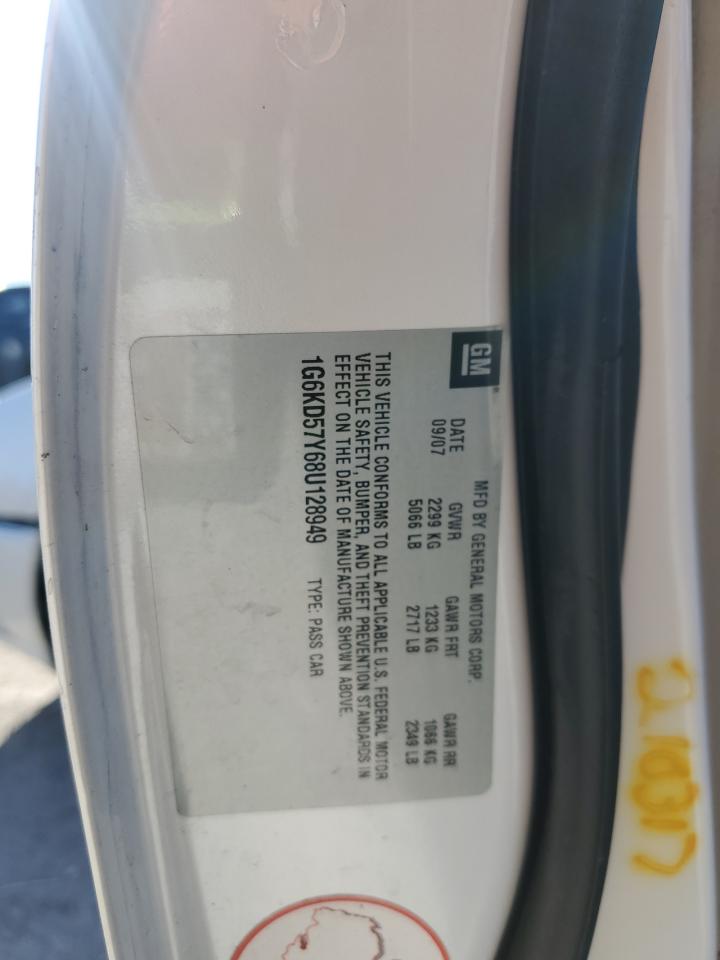 GM
MFD BY GENERAL MOTORS CORP.
DATE GVWR GAWR FRT GAWR RR
09/07 2299 KG 1233 KG 1066 KG
5066 LB 2717 LB 2349 LB
THIS VEHICLE CONFORMS TO ALL APPLICABLE U.S. FEDERAL MOTOR
VEHICLE SAFETY, BUMPER, AND THEFT PREVENTION STANDARDS IN
EFFECT ON THE DATE OF MANUFACTURE SHOWN ABOVE.
1G6KD57Y68U128949 TYPE: PASS CAR